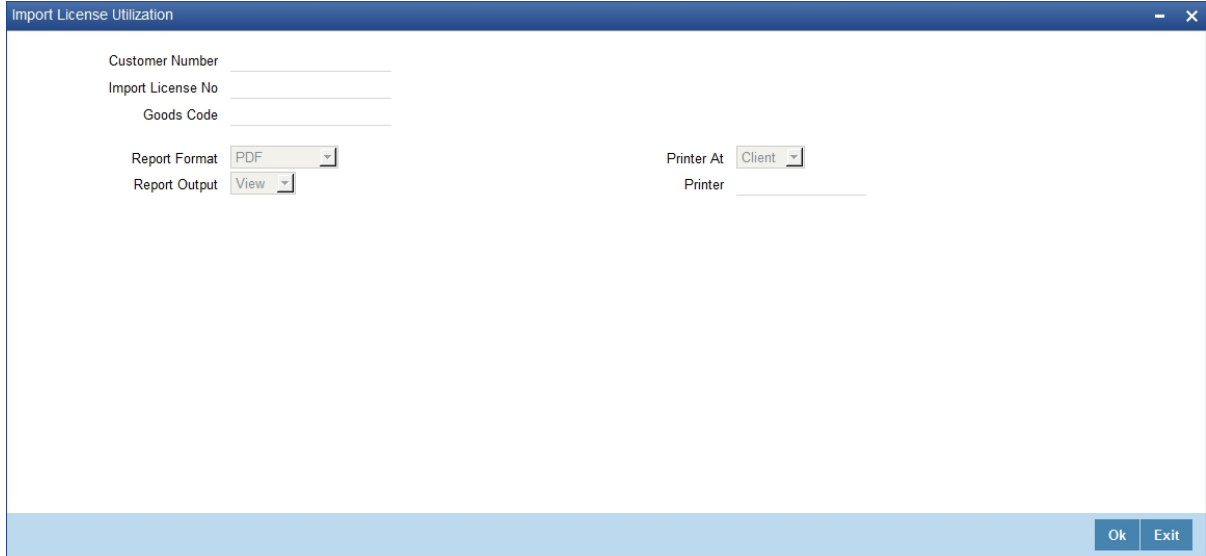 Import License Utilization
Customer Number
Import License No
Goods Code
Report Format PDF
Printer At Client
Report Output View
Printer
Ok Exit